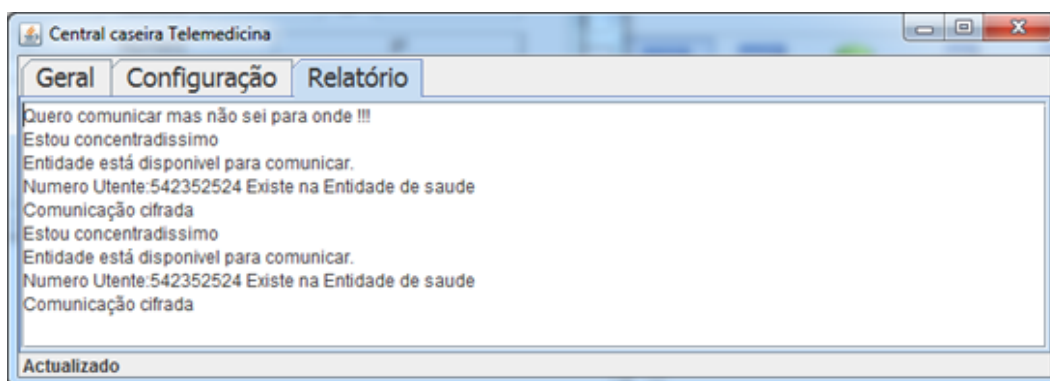 Central caseira Telemedicina
Geral Configuração Relatório
Quero comunicar mas não sei para onde !!!
Estou concentradissimo
Entidade está disponivel para comunicar.
Numero Utente:542352524 Existe na Entidade de saude
Comunicação cifrada
Estou concentradissimo
Entidade está disponivel para comunicar.
Numero Utente:542352524 Existe na Entidade de saude
Comunicação cifrada
Actualizado